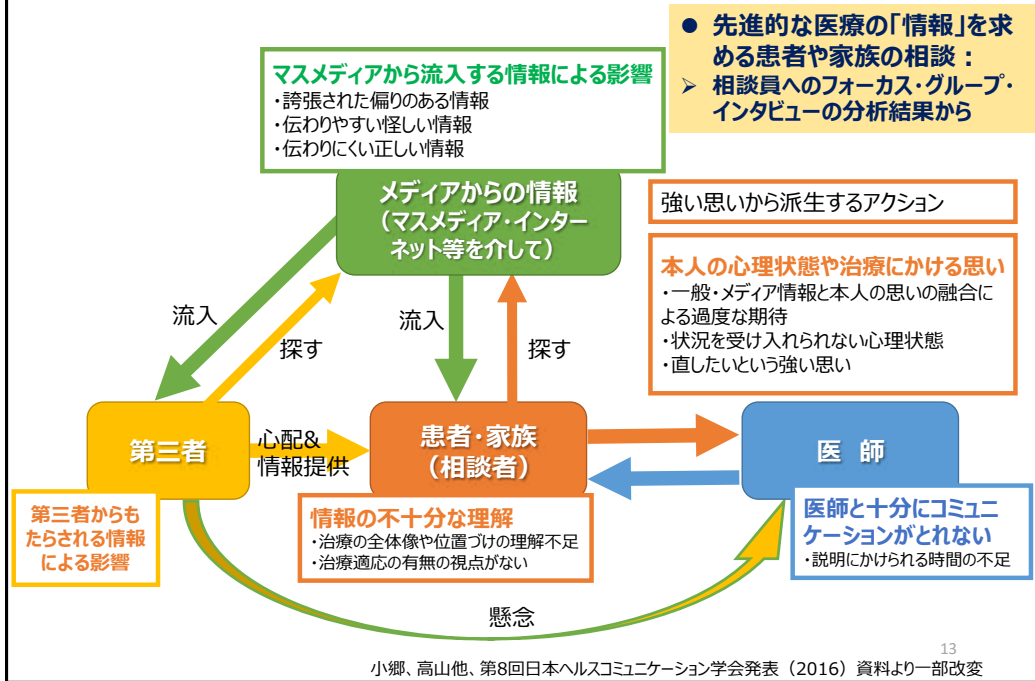 ● 先進的な医療の「情報」を求
める患者や家族の相談：
➢ 相談員へのフォーカス・グループ・
インタビューの分析結果から
マスメディアから流入する情報による影響
・誇張された偏りのある情報
・伝わりやすい怪しい情報
・伝わりにくい正しい情報
メディアからの情報
（マスメディア・インター
ネット等を介して）
強い思いから派生するアクション
本人の心理状態や治療にかける思い
・一般・メディア情報と本人の思いの融合に
よる過度な期待
・状況を受け入れられない心理状態
・直したいという強い思い
流入
探す
流入
探す
第三者
心配&
情報提供
患者・家族
（相談者）
医 師
第三者からも
たらされる情報
による影響
情報の不十分な理解
・治療の全体像や位置づけの理解不足
・治療適応の有無の視点がない
医師と十分にコミュニ
ケーションがとれない
・説明にかけられる時間の不足
懸念
13
小郷、高山他、第8回日本ヘルスコミュニケーション学会発表（2016）資料より一部改変